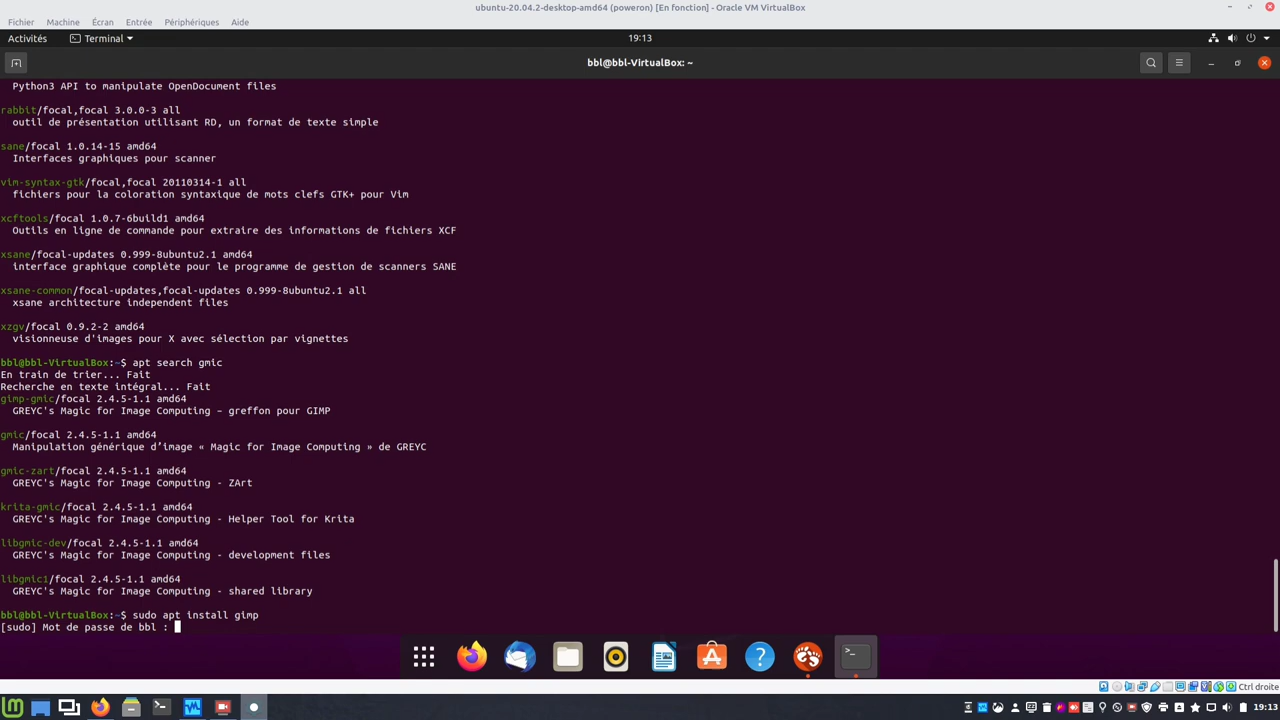 ubuntu-20.04.2-desktop-amd64 (poweron) [En fonction] - Oracle VM VirtualBox
Fichier Machine Écran Entrée Périphériques Aide
Activités Terminal 19:13
bbl@bbl-VirtualBox: ~
Python3 API to manipulate OpenDocument files
rabbit/focal,focal 3.0.0-3 all
outil de présentation utilisant RD, un format de texte simple
sane/focal 1.0.14-15 amd64
Interfaces graphiques pour scanner
vim-syntax-gtk/focal,focal 20110314-1 all
fichiers pour la coloration syntaxique de mots clefs GTK+ pour Vim
xcftools/focal 1.0.7-6build1 amd64
Outils en ligne de commande pour extraire des informations de fichiers XCF
xsane/focal-updates 0.999-8ubuntu2.1 amd64
interface graphique complète pour le programme de gestion de scanners SANE
xsane-common/focal-updates,focal-updates 0.999-8ubuntu2.1 all
xsane architecture independent files
xzgv/focal 0.9.2-2 amd64
visionneuse d'images pour X avec sélection par vignettes
bbl@bbl-VirtualBox:~$ apt search gmic
En train de trier... Fait
Recherche en texte intégral... Fait
gimp-gmic/focal 2.4.5-1.1 amd64
GREYC's Magic for Image Computing – greffon pour GIMP
gmic/focal 2.4.5-1.1 amd64
Manipulation générique d’image « Magic for Image Computing » de GREYC
gmic-zart/focal 2.4.5-1.1 amd64
GREYC's Magic for Image Computing - ZArt
krita-gmic/focal 2.4.5-1.1 amd64
GREYC's Magic for Image Computing - Helper Tool for Krita
libgmic-dev/focal 2.4.5-1.1 amd64
GREYC's Magic for Image Computing - development files
libgmic1/focal 2.4.5-1.1 amd64
GREYC's Magic for Image Computing - shared library
bbl@bbl-VirtualBox:~$ sudo apt install gimp
[sudo] Mot de passe de bbl :
Ctrl droite
19:13